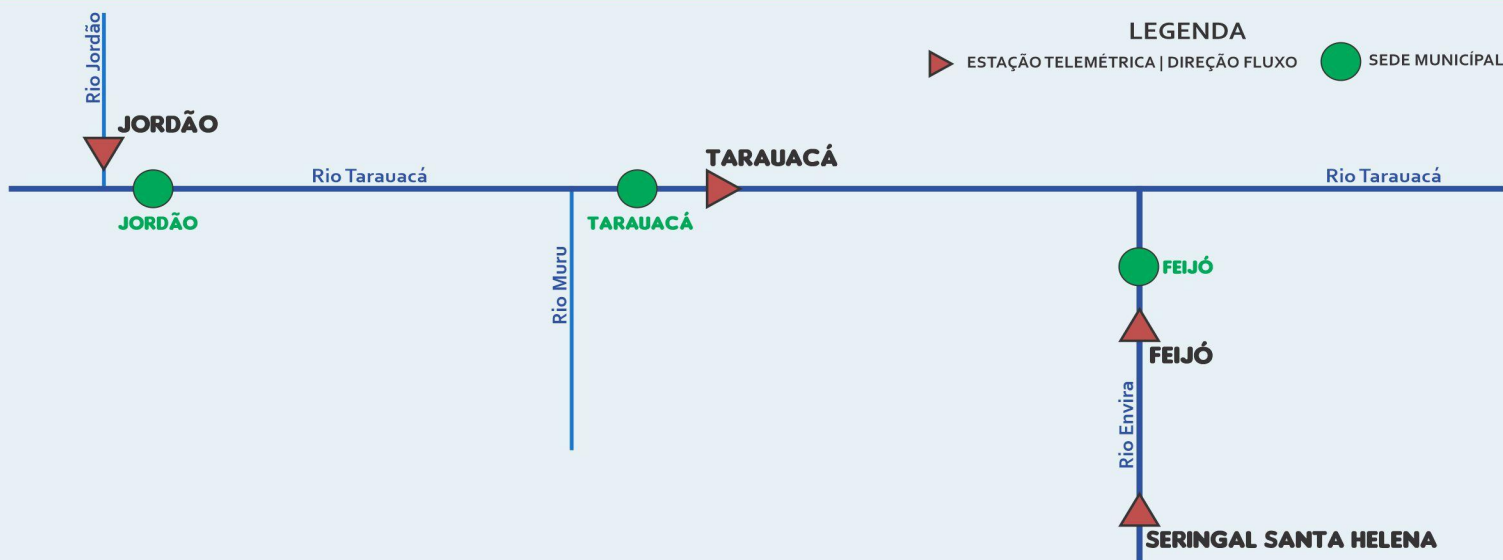 LEGENDA
ESTAÇÃO TELEMÉTRICA | DIREÇÃO FLUXO
SEDE MUNICÍPAL
Rio Jordão
JORDÃO
Rio Tarauacá
TARAUACÁ
Rio Tarauacá
JORDÃO
TARAUACÁ
Rio Muru
FEIJÓ
FEIJÓ
Rio Envira
SERINGAL SANTA HELENA